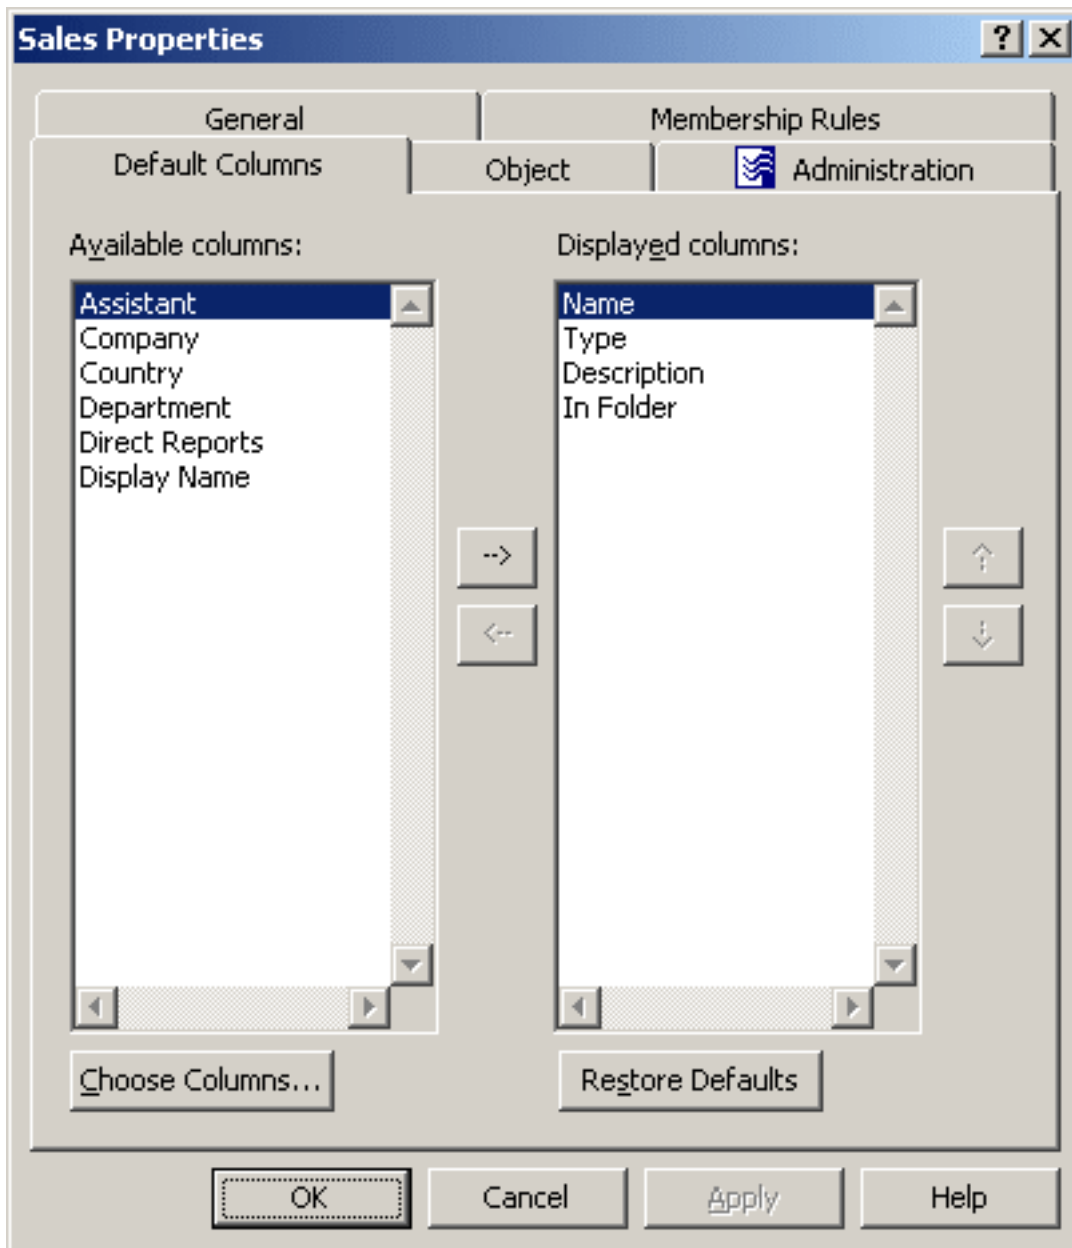 Sales Properties
General
Membership Rules
Default Columns
Object
Administration
Available columns:
Displayed columns:
Assistant
Company
Country
Department
Direct Reports
Display Name
Name
Type
Description
In Folder
-->
<--
Choose Columns...
Restore Defaults
OK
Cancel
Apply
Help